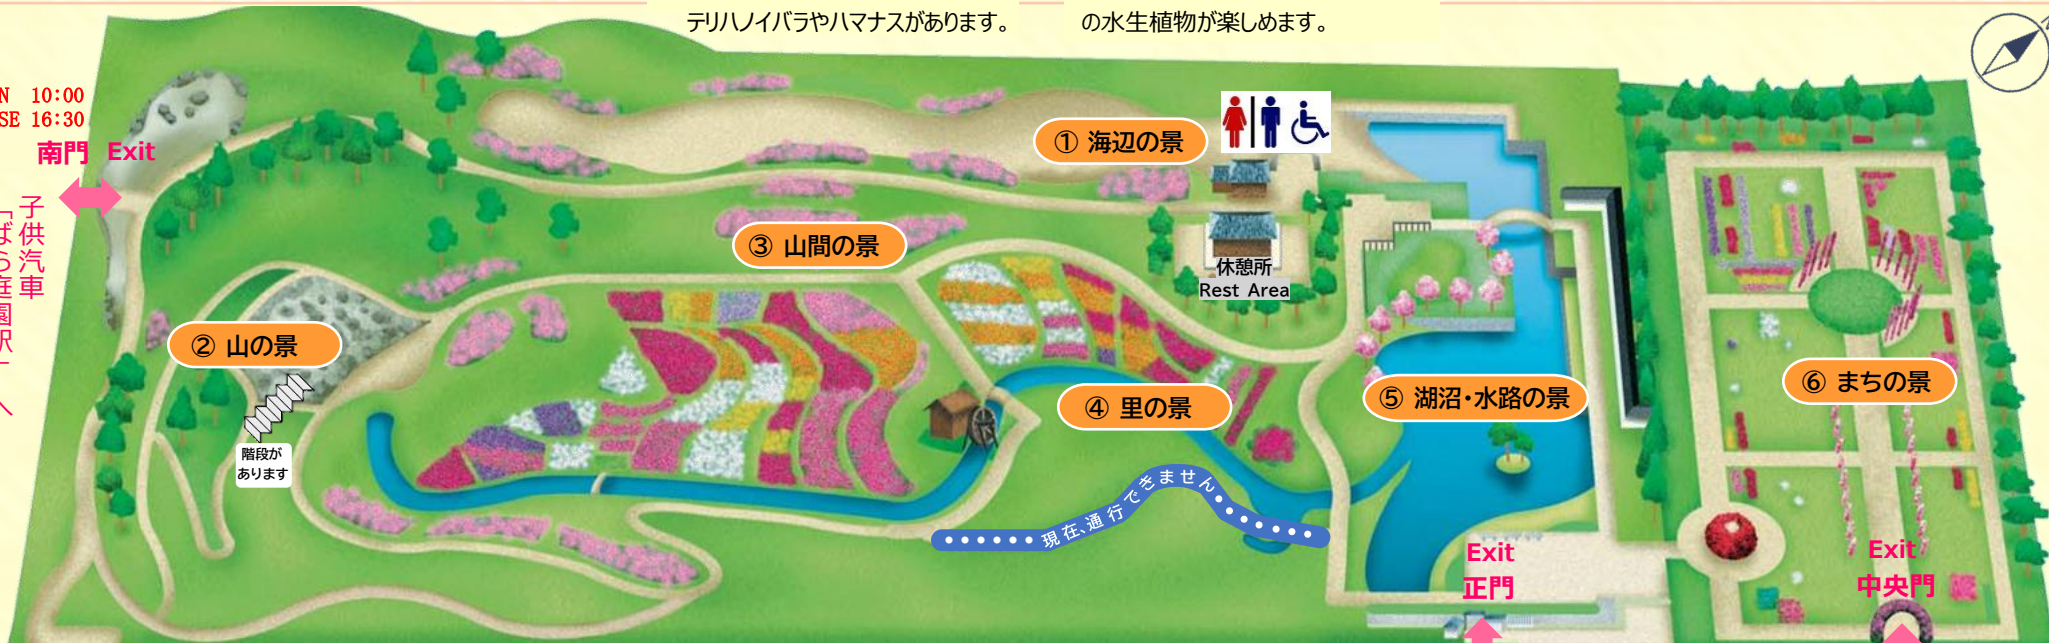 テリハノイバラやハマナスがあります。
の水生植物が楽しめます。
N 10:00
SE 16:30
南門 Exit
子供汽車
「ばら庭園駅」へ
① 海辺の景
② 山の景
階段が
あります
③ 山間の景
休憩所
Rest Area
④ 里の景
現在、通行できません
⑤ 湖沼・水路の景
⑥ まちの景
Exit
正門
Exit
中央門